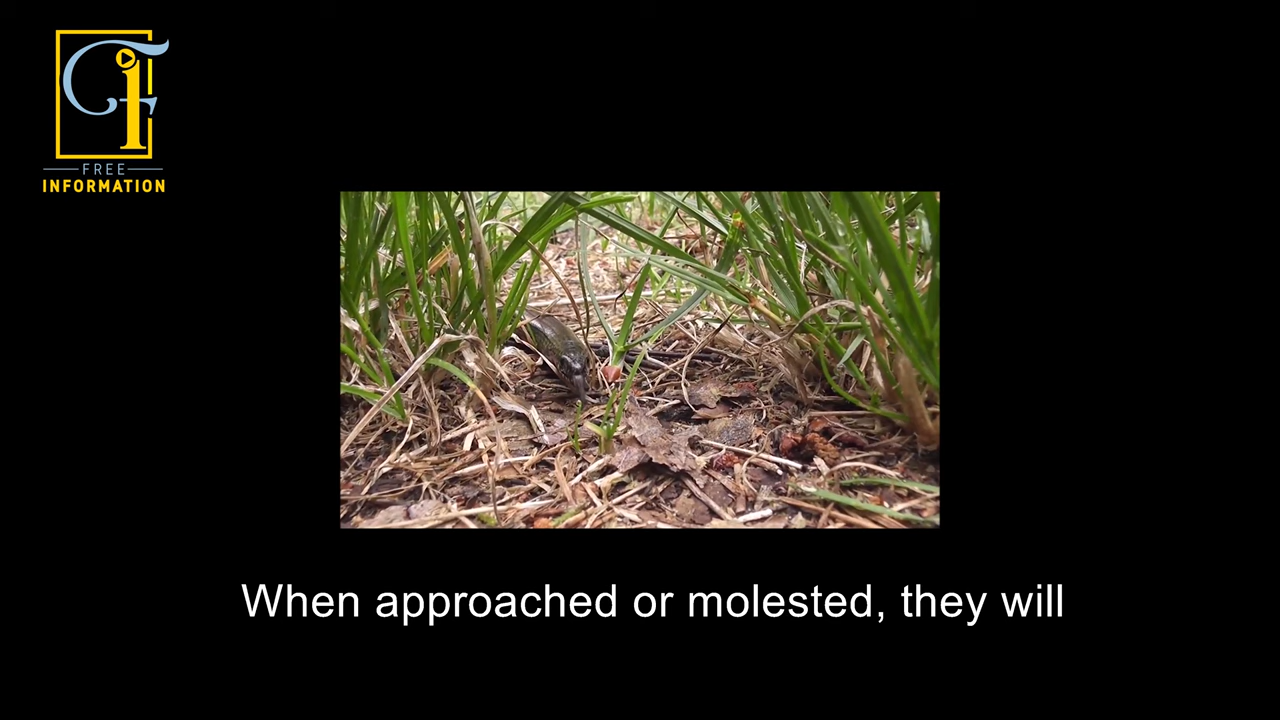 FREE
INFORMATION
When approached or molested, they will